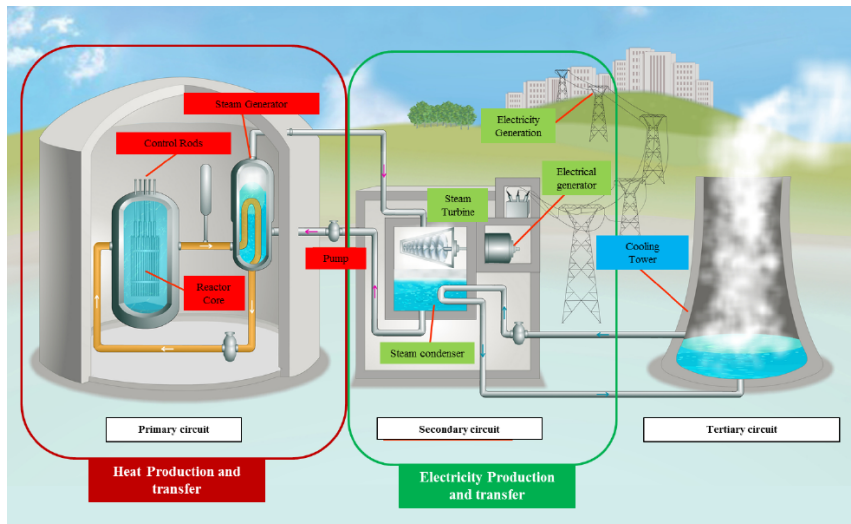 Steam Generator
Control Rods
Reactor
Core
Pump
Electricity
Generation
Electrical
generator
Steam
Turbine
Steam condenser
Cooling
Tower
Primary circuit
Secondary circuit
Tertiary circuit
Heat Production and
transfer
Electricity Production
and transfer